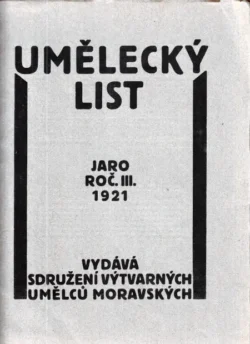 UMĚLECKÝ
LIST
JARO
ROČ. III.
1921
VYDÁVÁ
SDRUŽENÍ VÝTVARNÝCH
UMĚLCŮ MORAVSKÝCH